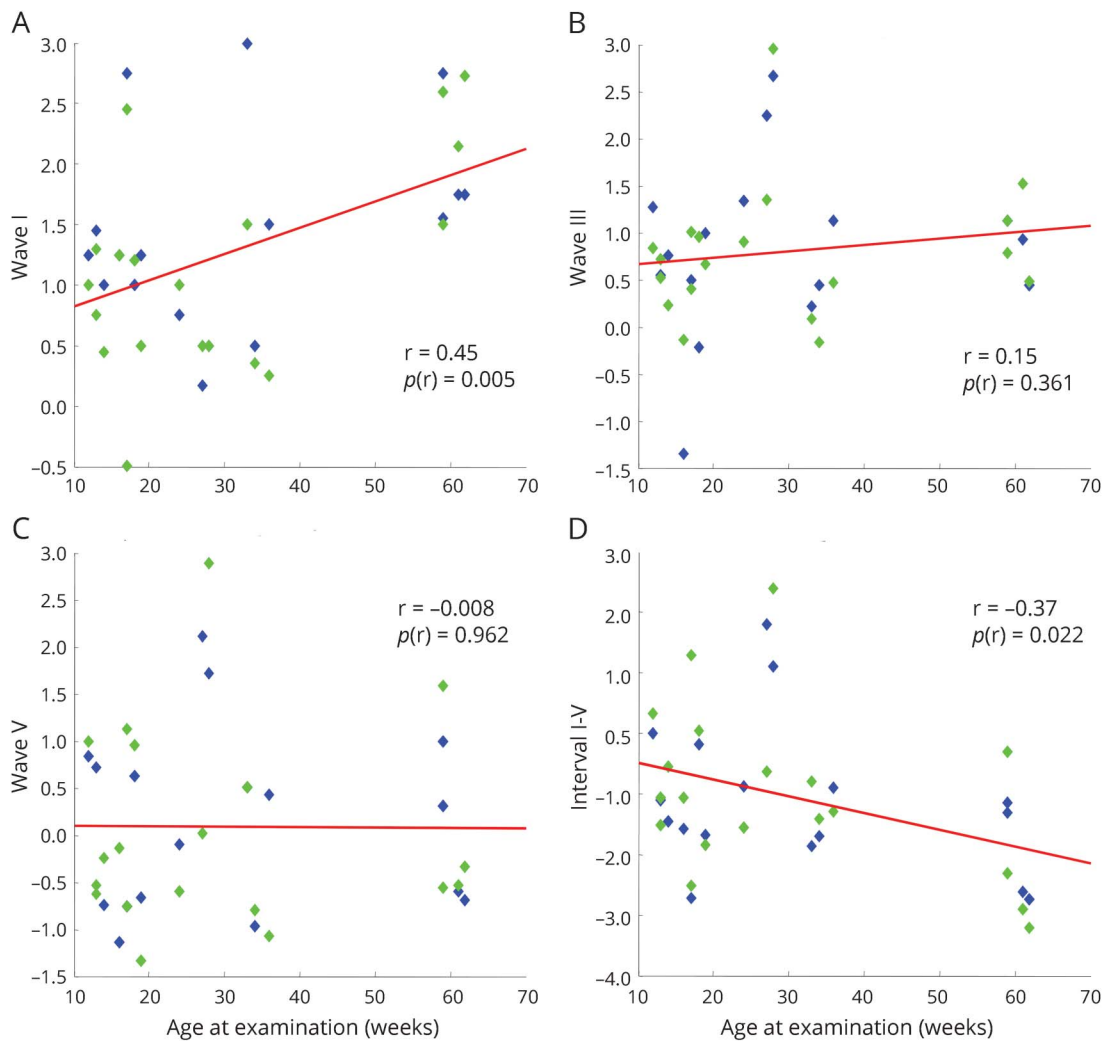 A
3.0
2.5
2.0
1.5
1.0
0.5
0.0
–0.5
Wave I
r = 0.45
p(r) = 0.005
10 20 30 40 50 60 70
B
3.0
2.5
2.0
1.5
1.0
0.5
0.0
–0.5
–1.0
–1.5
Wave III
r = 0.15
p(r) = 0.361
10 20 30 40 50 60 70
C
3.0
2.5
2.0
1.5
1.0
0.5
0.0
–0.5
–1.0
–1.5
Wave V
r = –0.008
p(r) = 0.962
10 20 30 40 50 60 70
Age at examination (weeks)
D
3.0
2.0
1.0
0.5
–1.0
–2.0
–3.0
–4.0
Interval I-V
r = –0.37
p(r) = 0.022
10 20 30 40 50 60 70
Age at examination (weeks)